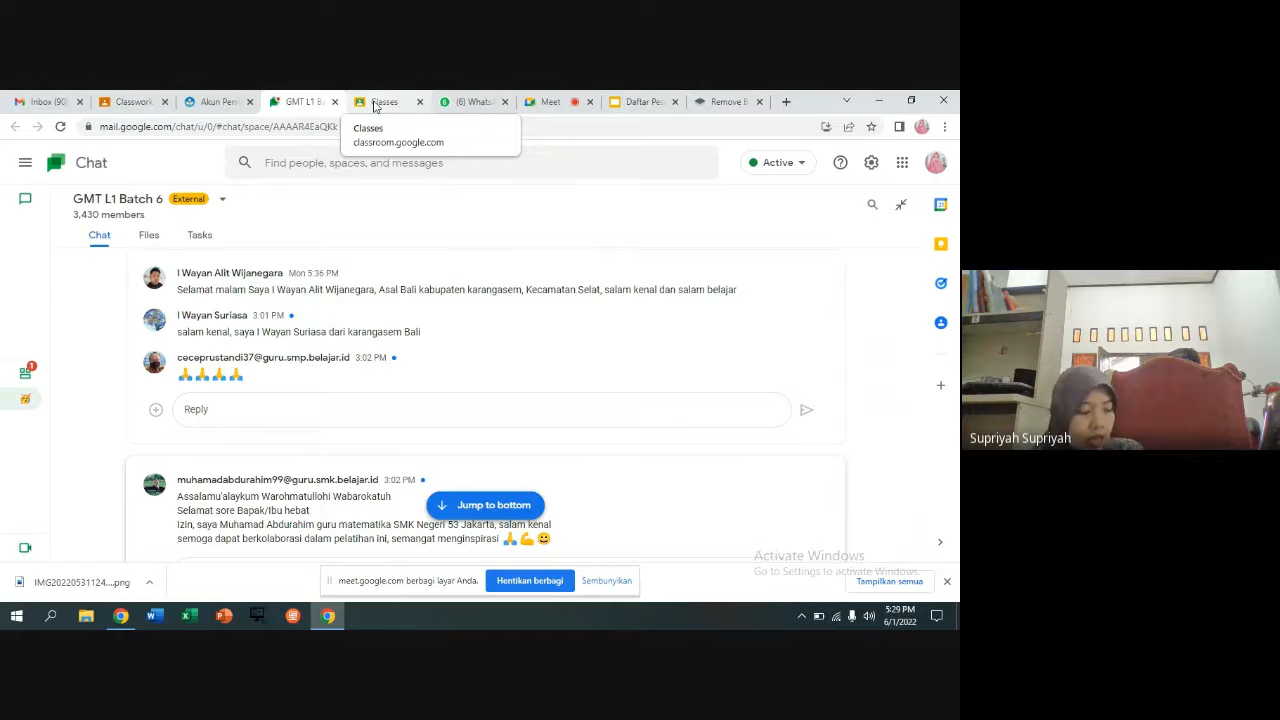 Inbox (90)
Classwork
Akun Pem
GMT L1 Ba
Classes
(6) Whats
Meet
Daftar Pes
Remove B
mail.google.com/chat/u/0/#chat/space/AAAAR4EaQKk
Classes
classroom.google.com
Chat
Find people, spaces, and messages
Active
GMT L1 Batch 6 External
3,430 members
Chat Files Tasks
I Wayan Alit Wijanegara Mon 5:36 PM
Selamat malam Saya I Wayan Alit Wijanegara, Asal Bali kabupaten karangasem, Kecamatan Selat, salam kenal dan salam belajar
I Wayan Suriasa 3:01 PM
salam kenal, saya I Wayan Suriasa dari karangasem Bali
ceceprustandi37@guru.smp.belajar.id 3:02 PM
🙏🙏🙏🙏
Reply
muhamadabdurahim99@guru.smk.belajar.id 3:02 PM
Assalamu'alaykum Warohmatullohi Wabarokatuh
Selamat sore Bapak/Ibu hebat
Izin, saya Muhamad Abdurahim guru matematika SMK Negeri 53 Jakarta, salam kenal
semoga dapat berkolaborasi dalam pelatihan ini, semangat menginspirasi 🙏💪😀
Jump to bottom
1
Activate Windows
Go to Settings to activate Windows.
IMG20220531124....png
meet.google.com berbagi layar Anda.
Hentikan berbagi
Sembunyikan
Tampilkan semua
5:29 PM
6/1/2022
Supriyah Supriyah